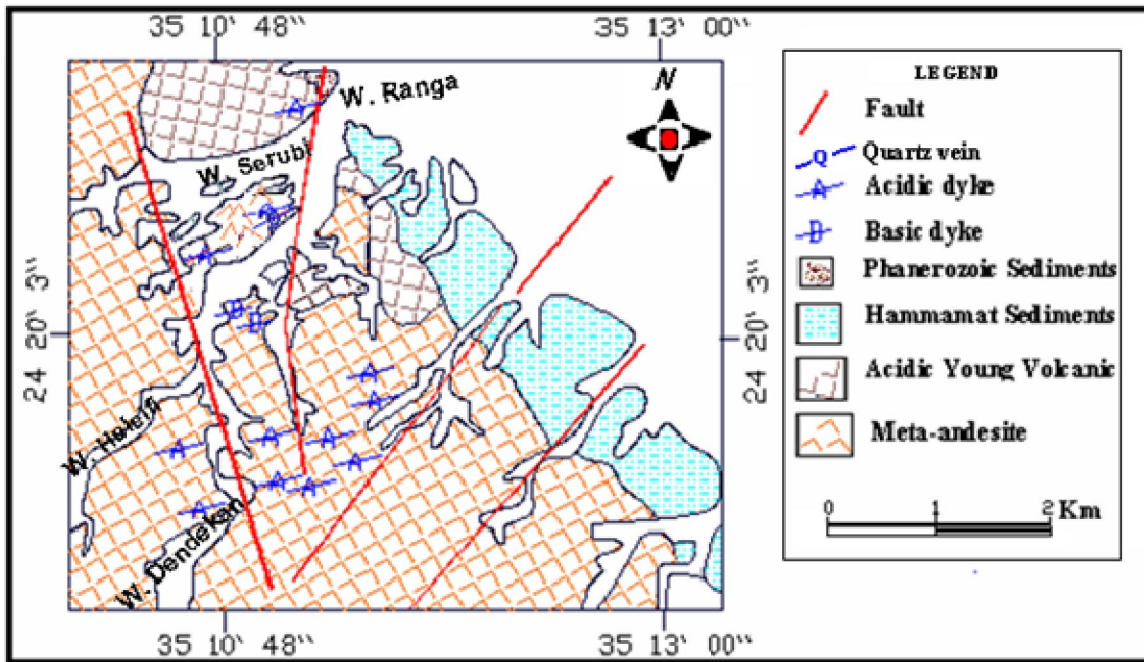 35 10‛ 48‛‛
35 13‛ 00‛‛
N
W. Ranga
W. Serubi
24 20‛ 3‛‛
20‛ 3‛‛
W. Dendekan
35 10‛ 48‛‛
35 13‛ 00‛‛
LEGEND
Fault
Q
Quartz vein
A
Acidic dyke
B
Basic dyke
Phanerozoic Sediments
Hammamat Sediments
Acidic Young Volcanic
Meta-andesite
0 1 2 Km